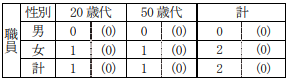 職員 性別 20歳代 50歳代 計
男 0 (0) 0 (0) 0 (0)
女 1 (0) 1 (0) 2 (0)
計 1 (0) 1 (0) 2 (0)